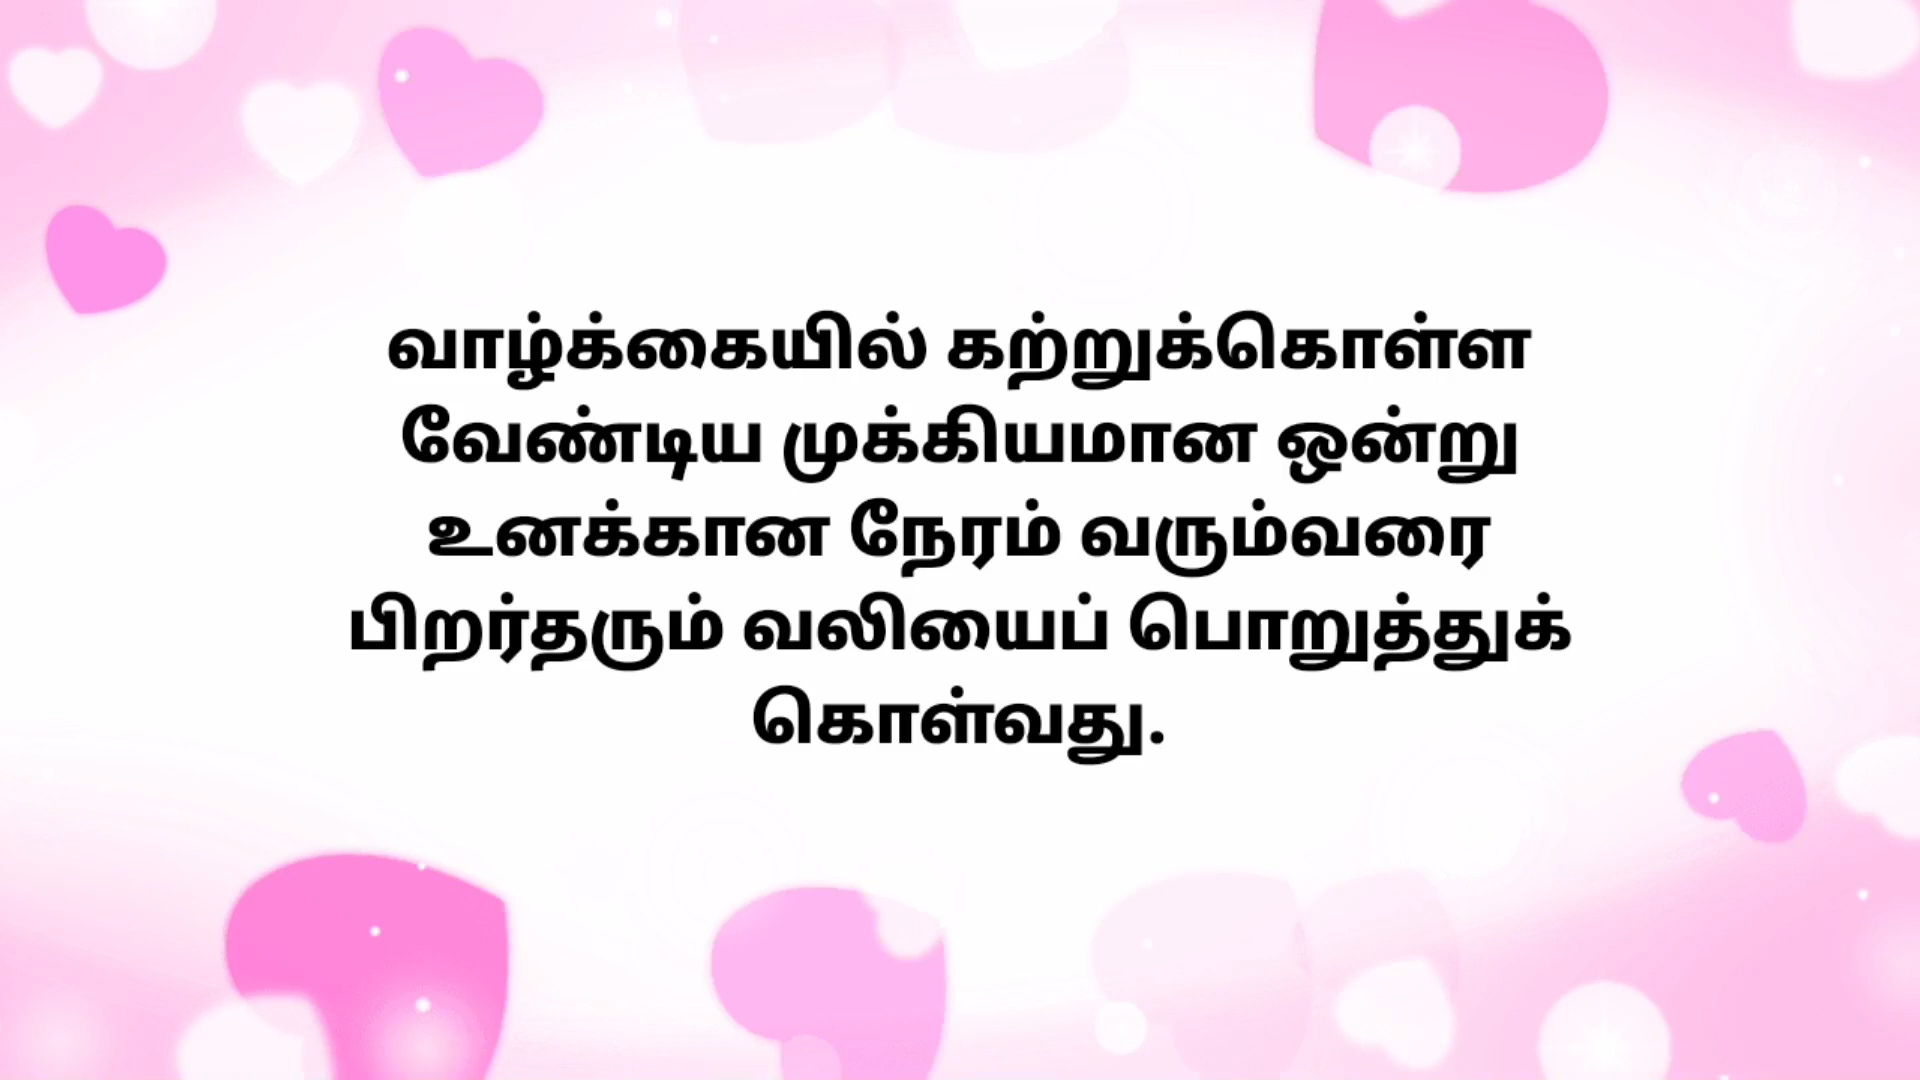 வாழ்க்கையில் கற்றுக்கொள்ள
வேண்டிய முக்கியமான ஒன்று
உனக்கான நேரம் வரும்வரை
பிறர்தரும் வலியைப் பொறுத்துக்
கொள்வது.